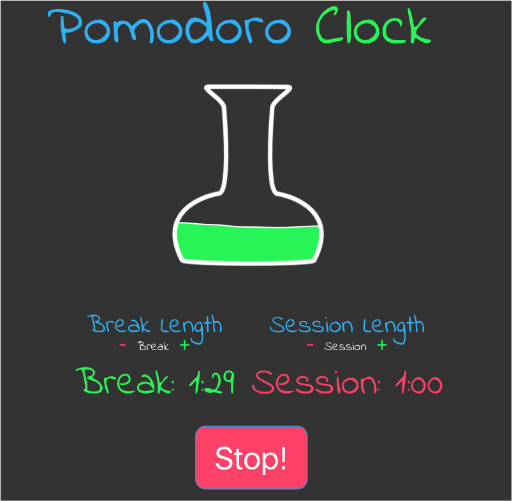 Pomodoro Clock
Break Length Session Length
- Break + - Session +
Break: 1:29 Session: 1:00
Stop!